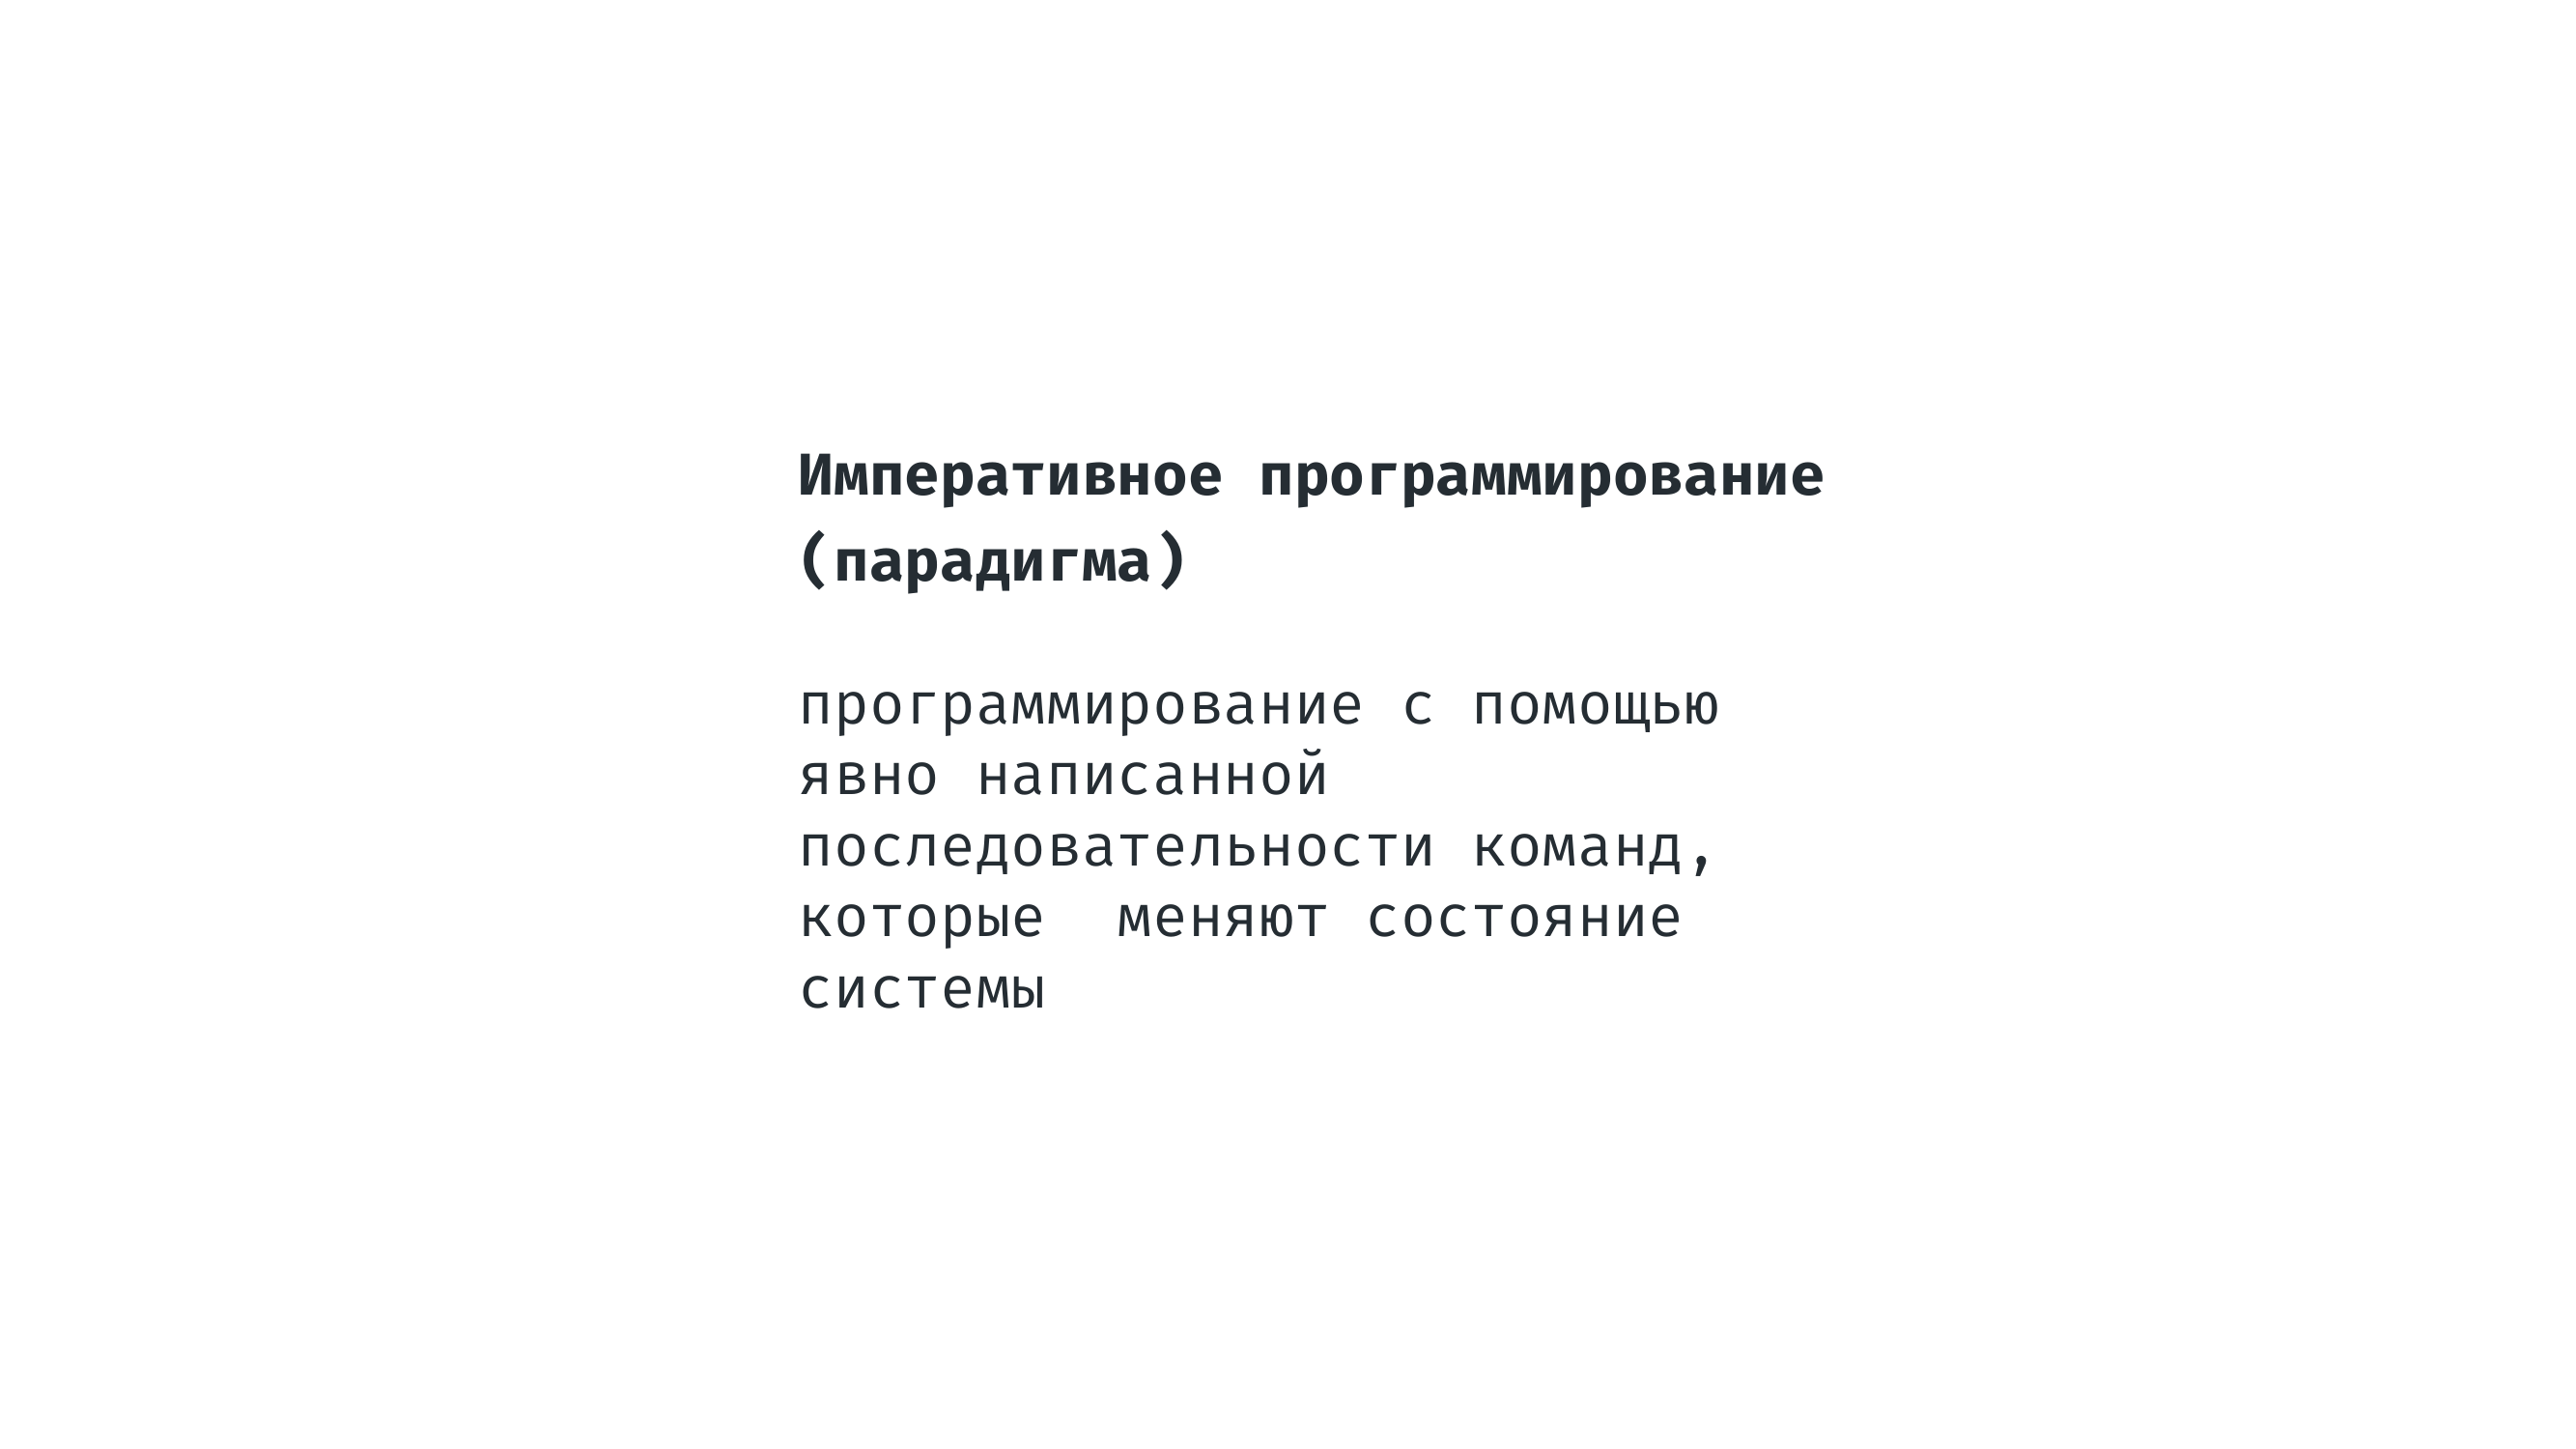 Императивное программирование
(парадигма)
программирование с помощью
явно написанной
последовательности команд,
которые  меняют состояние
системы